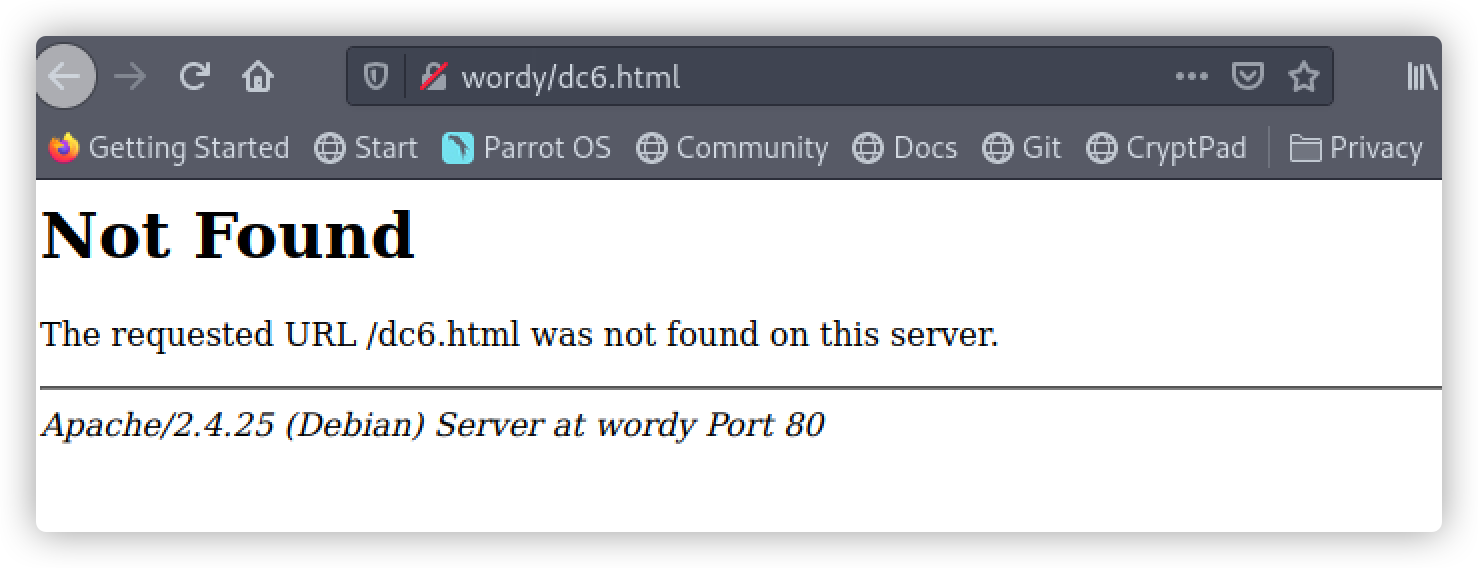 wordy/dc6.html
Getting Started Start Parrot OS Community Docs Git CryptPad Privacy
Not Found
The requested URL /dc6.html was not found on this server.
Apache/2.4.25 (Debian) Server at wordy Port 80